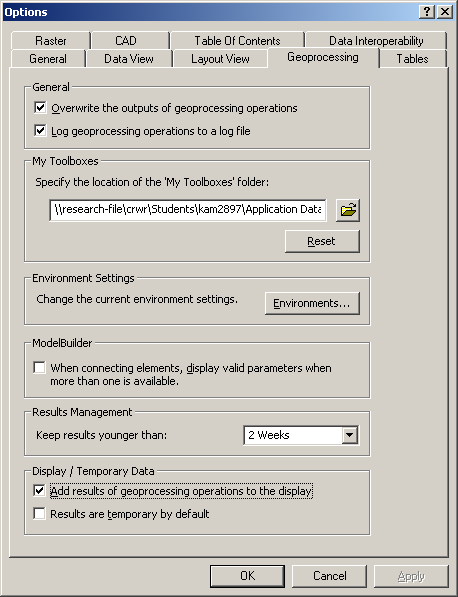 Options
Raster CAD Table Of Contents Data Interoperability
General Data View Layout View Geoprocessing Tables
General
Overwrite the outputs of geoprocessing operations
Log geoprocessing operations to a log file
My Toolboxes
Specify the location of the 'My Toolboxes' folder:
\\research-file\crwr\Students\kam2897\Application Data
Reset
Environment Settings
Change the current environment settings. Environments...
ModelBuilder
When connecting elements, display valid parameters when
more than one is available.
Results Management
Keep results younger than: 2 Weeks
Display / Temporary Data
Add results of geoprocessing operations to the display
Results are temporary by default
OK Cancel Apply